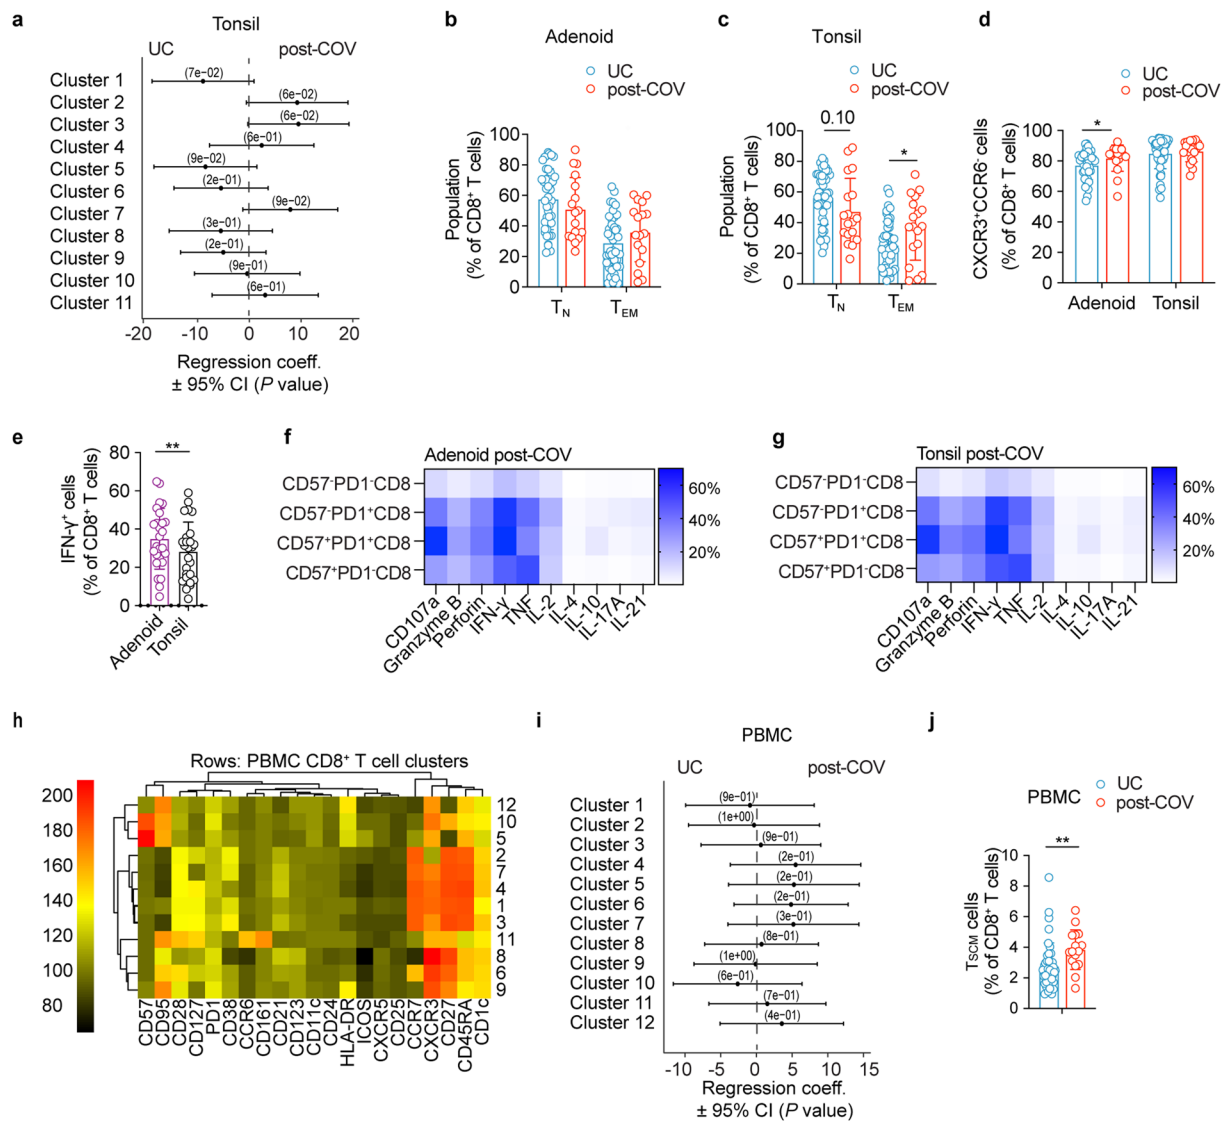 a
Tonsil
UC post-COV
Cluster 1 (7e−02)
Cluster 2 (6e−02)
Cluster 3 (6e−02)
Cluster 4 (6e−01)
Cluster 5 (9e−02)
Cluster 6 (2e−01)
Cluster 7 (9e−02)
Cluster 8 (3e−01)
Cluster 9 (2e−01)
Cluster 10 (9e−01)
Cluster 11 (6e−01)
-20 -10 0 10 20
Regression coeff.
± 95% CI (P value)
b
Adenoid
UC
post-COV
Population
(% of CD8⁺ T cells)
100
80
60
40
20
0
T_N T_EM
c
Tonsil
UC
post-COV
Population
(% of CD8⁺ T cells)
100
80
60
40
20
0
0.10 *
T_N T_EM
d
UC
post-COV
CXCR3⁺CCR6⁻ cells
(% of CD8⁺ T cells)
100
80
60
40
20
0
*
Adenoid Tonsil
e
IFN-γ⁺ cells
(% of CD8⁺ T cells)
80
60
40
20
0
**
Adenoid
Tonsil
f
Adenoid post-COV
CD57⁻PD1⁻CD8
CD57⁻PD1⁺CD8
CD57⁺PD1⁺CD8
CD57⁺PD1⁻CD8
60%
40%
20%
CD107a
Granzyme B
Perforin
IFN-γ
TNF
IL-2
IL-4
IL-10
IL-17A
IL-21
g
Tonsil post-COV
CD57⁻PD1⁻CD8
CD57⁻PD1⁺CD8
CD57⁺PD1⁺CD8
CD57⁺PD1⁻CD8
60%
40%
20%
CD107a
Granzyme B
Perforin
IFN-γ
TNF
IL-2
IL-4
IL-10
IL-17A
IL-21
h
Rows: PBMC CD8⁺ T cell clusters
200
180
160
140
120
100
80
12
10
5
2
7
4
1
3
11
8
6
9
CD57
CD95
CD28
CD127
PD1
CD38
CCR6
CD161
CD21
CD123
CD11c
CD24
HLA-DR
ICOS
CXCR5
CD25
CCR7
CXCR3
CD27
CD45RA
CD1c
i
PBMC
UC post-COV
Cluster 1 (9e−01)
Cluster 2 (1e+00)
Cluster 3 (9e−01)
Cluster 4 (2e−01)
Cluster 5 (2e−01)
Cluster 6 (2e−01)
Cluster 7 (3e−01)
Cluster 8 (8e−01)
Cluster 9 (1e+00)
Cluster 10 (6e−01)
Cluster 11 (7e−01)
Cluster 12 (4e−01)
-10 -5 0 5 10 15
Regression coeff.
± 95% CI (P value)
j
UC
post-COV
PBMC
**
T_SCM cells
(% of CD8⁺ T cells)
10
8
6
4
2
0